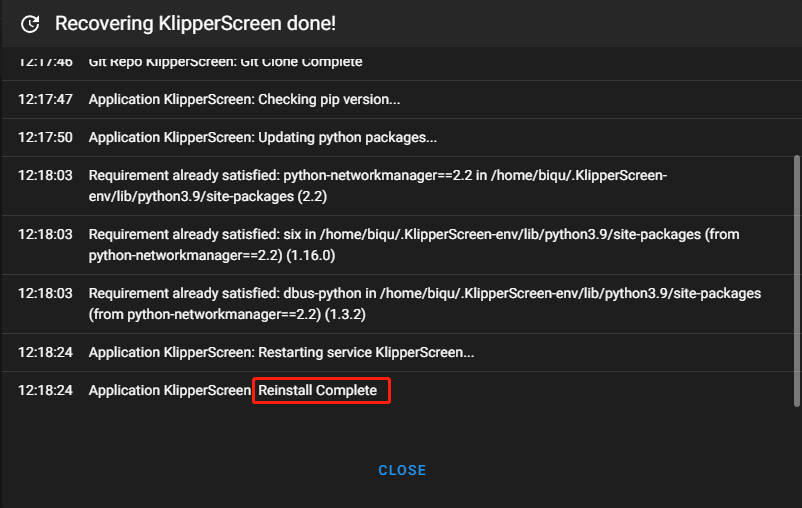 Recovering KlipperScreen done!
12:17:46 Git Repo KlipperScreen: Git Clone Complete
12:17:47 Application KlipperScreen: Checking pip version...
12:17:50 Application KlipperScreen: Updating python packages...
12:18:03 Requirement already satisfied: python-networkmanager==2.2 in /home/biqu/.KlipperScreen-
env/lib/python3.9/site-packages (2.2)
12:18:03 Requirement already satisfied: six in /home/biqu/.KlipperScreen-env/lib/python3.9/site-packages (from
python-networkmanager==2.2) (1.16.0)
12:18:03 Requirement already satisfied: dbus-python in /home/biqu/.KlipperScreen-env/lib/python3.9/site-packages
(from python-networkmanager==2.2) (1.3.2)
12:18:24 Application KlipperScreen: Restarting service KlipperScreen...
12:18:24 Application KlipperScreen Reinstall Complete
CLOSE